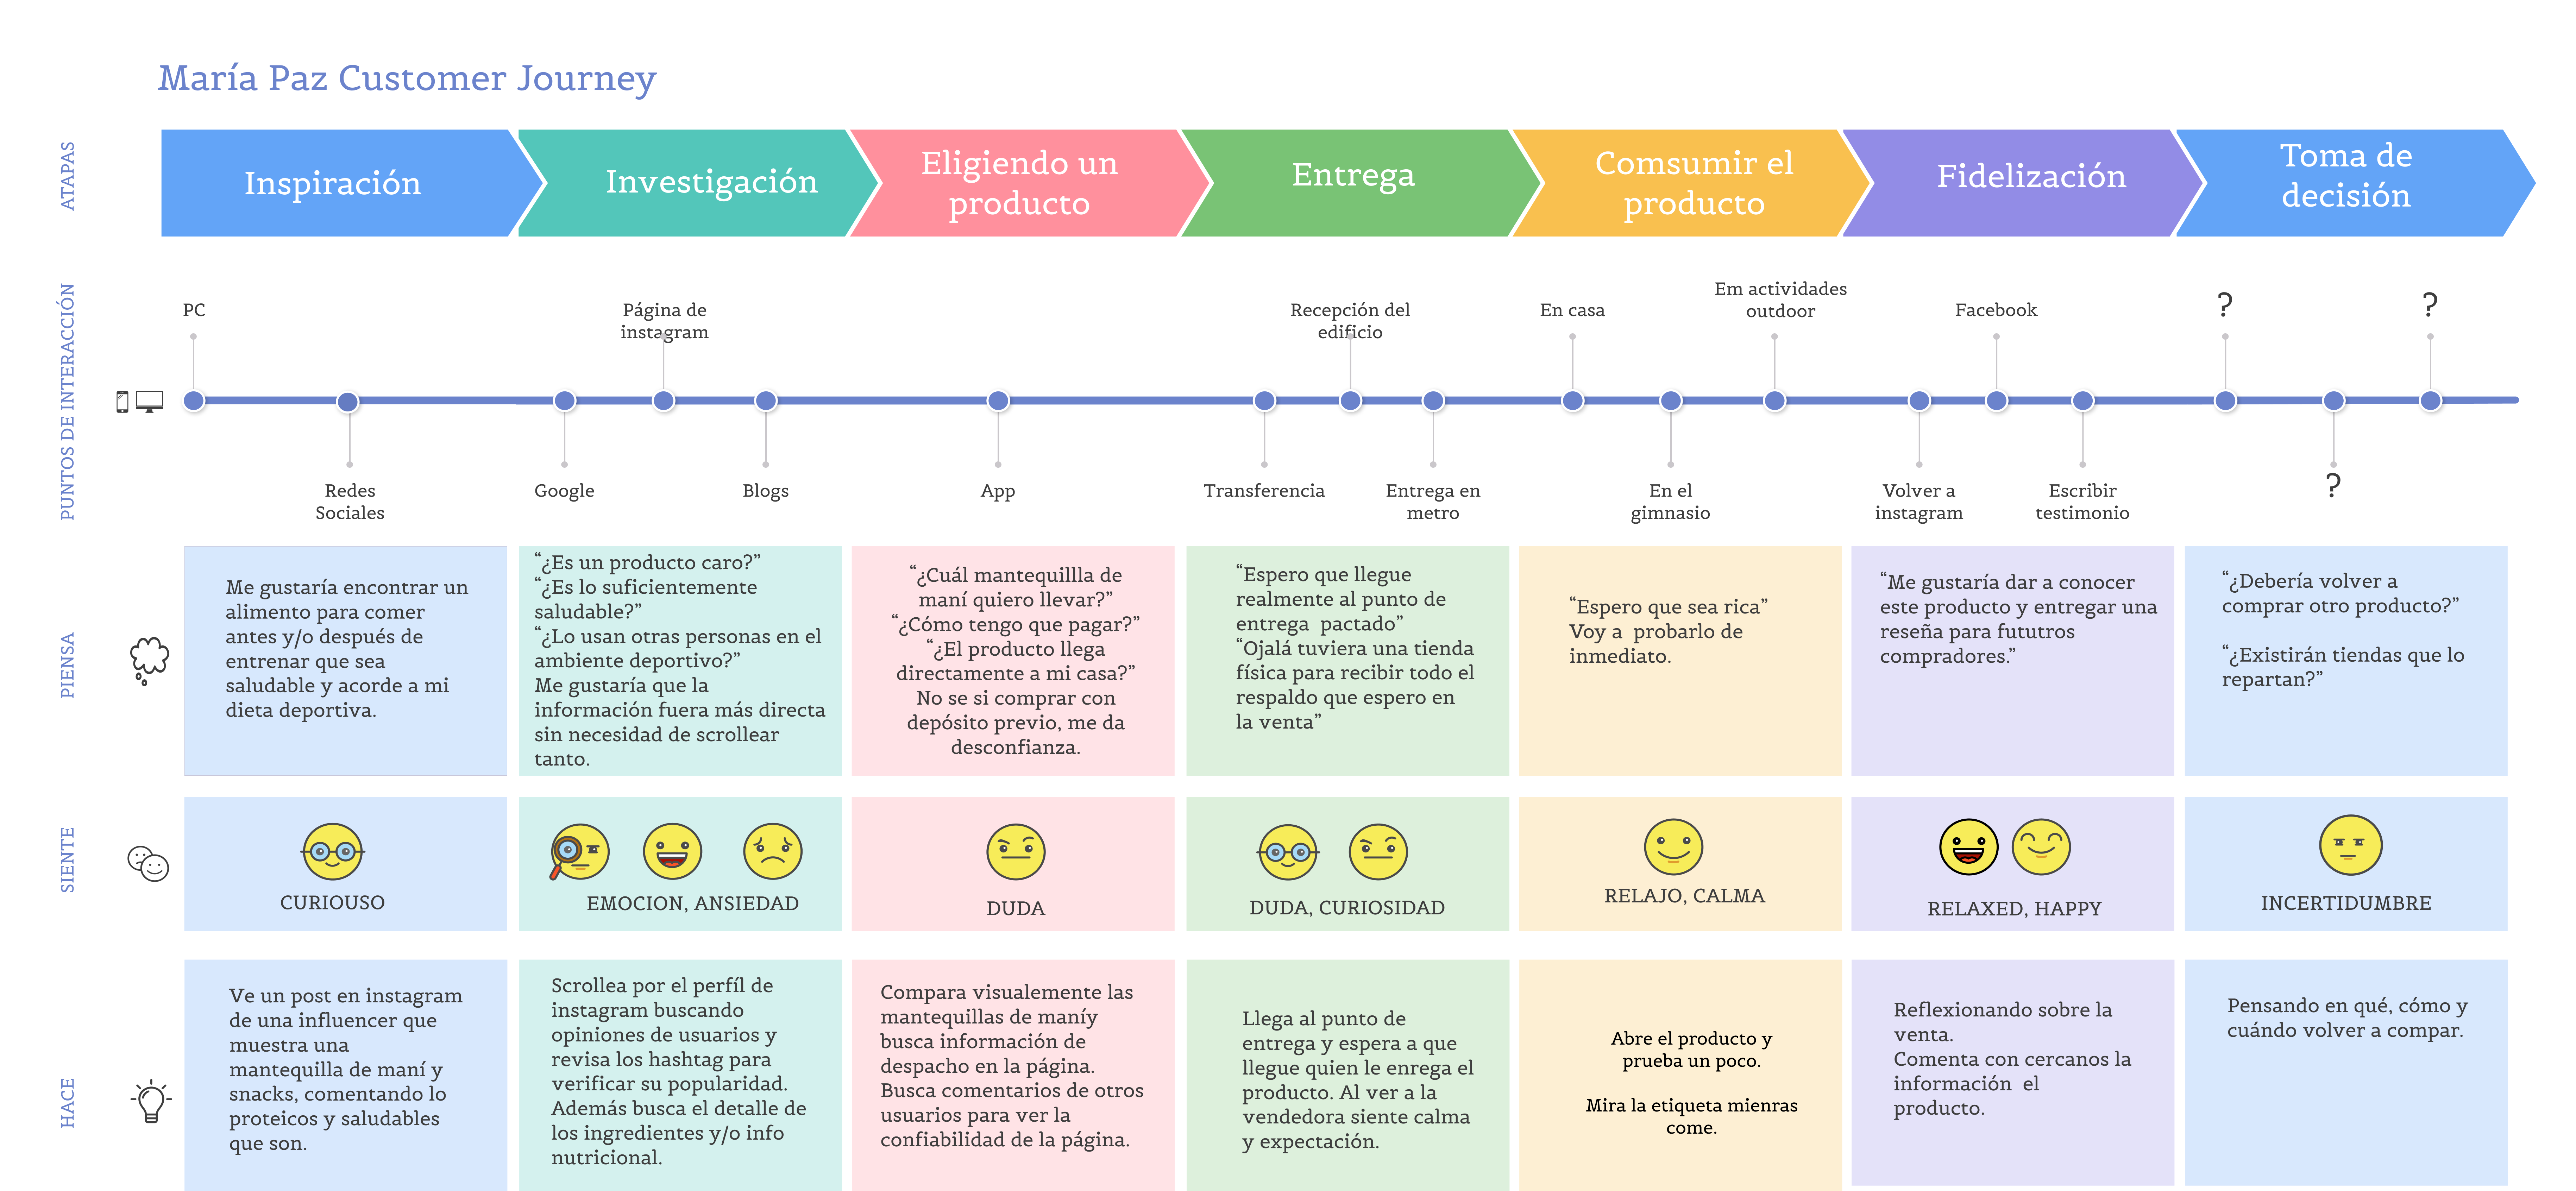 María Paz Customer Journey
ATAPAS
Inspiración
Investigación
Eligiendo un
producto
Entrega
Comsumir el
producto
Fidelización
Toma de
decisión
PUNTOS DE INTERACCIÓN
PC
Redes
Sociales
Google
Página de
instagram
Blogs
App
Transferencia
Recepción del
edificio
Entrega en
metro
En casa
En el
gimnasio
Em actividades
outdoor
Volver a
instagram
Facebook
Escribir
testimonio
?
?
?
PIENSA
Me gustaría encontrar un
alimento para comer
antes y/o después de
entrenar que sea
saludable y acorde a mi
dieta deportiva.
“¿Es un producto caro?”
“¿Es lo suficientemente
saludable?”
“¿Lo usan otras personas en el
ambiente deportivo?”
Me gustaría que la
información fuera más directa
sin necesidad de scrollear
tanto.
“¿Cuál mantequillla de
maní quiero llevar?”
“¿Cómo tengo que pagar?”
“¿El producto llega
directamente a mi casa?”
No se si comprar con
depósito previo, me da
desconfianza.
“Espero que llegue
realmente al punto de
entrega  pactado”
“Ojalá tuviera una tienda
física para recibir todo el
respaldo que espero en
la venta”
“Espero que sea rica”
Voy a  probarlo de
inmediato.
“Me gustaría dar a conocer
este producto y entregar una
reseña para fututros
compradores.”
“¿Debería volver a
comprar otro producto?”
“¿Existirán tiendas que lo
repartan?”
SIENTE
CURIOUSO
EMOCION, ANSIEDAD
DUDA
DUDA, CURIOSIDAD
RELAJO, CALMA
RELAXED, HAPPY
INCERTIDUMBRE
HACE
Ve un post en instagram
de una influencer que
muestra una
mantequilla de maní y
snacks, comentando lo
proteicos y saludables
que son.
Scrollea por el perfíl de
instagram buscando
opiniones de usuarios y
revisa los hashtag para
verificar su popularidad.
Además busca el detalle de
los ingredientes y/o info
nutricional.
Compara visualemente las
mantequillas de maníy
busca información de
despacho en la página.
Busca comentarios de otros
usuarios para ver la
confiabilidad de la página.
Llega al punto de
entrega y espera a que
llegue quien le enrega el
producto. Al ver a la
vendedora siente calma
y expectación.
Abre el producto y
prueba un poco.
Mira la etiqueta mienras
come.
Reflexionando sobre la
venta.
Comenta con cercanos la
información  el
producto.
Pensando en qué, cómo y
cuándo volver a compar.